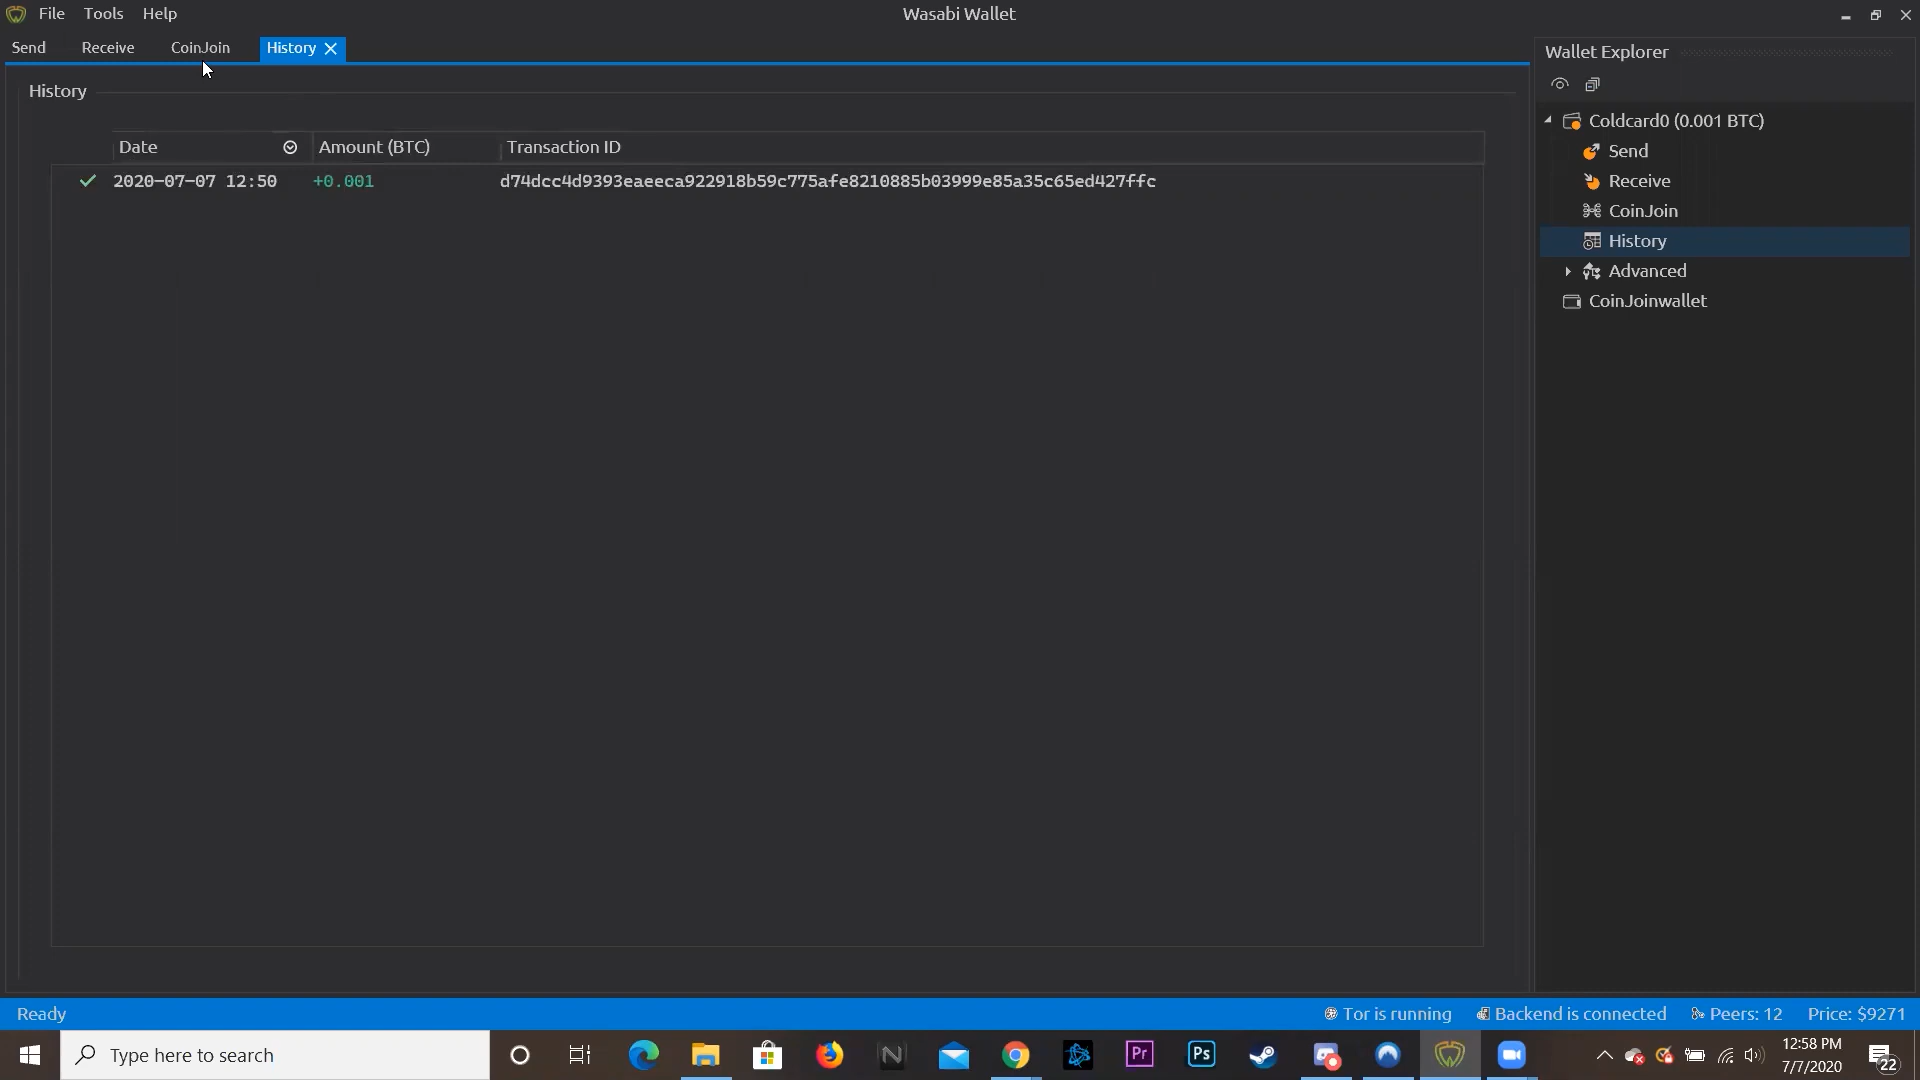 File Tools Help
Wasabi Wallet
Send Receive CoinJoin History
Wallet Explorer
History
Date Amount (BTC) Transaction ID
2020-07-07 12:50 +0.001 d74dcc4d9393eaeeca922918b59c775afe8210885b03999e85a35c65ed427ffc
Coldcard0 (0.001 BTC)
Send
Receive
CoinJoin
History
Advanced
CoinJoinwallet
Ready
Tor is running Backend is connected Peers: 12 Price: $9271
Type here to search
N
Pr
Ps
12:58 PM
7/7/2020
22